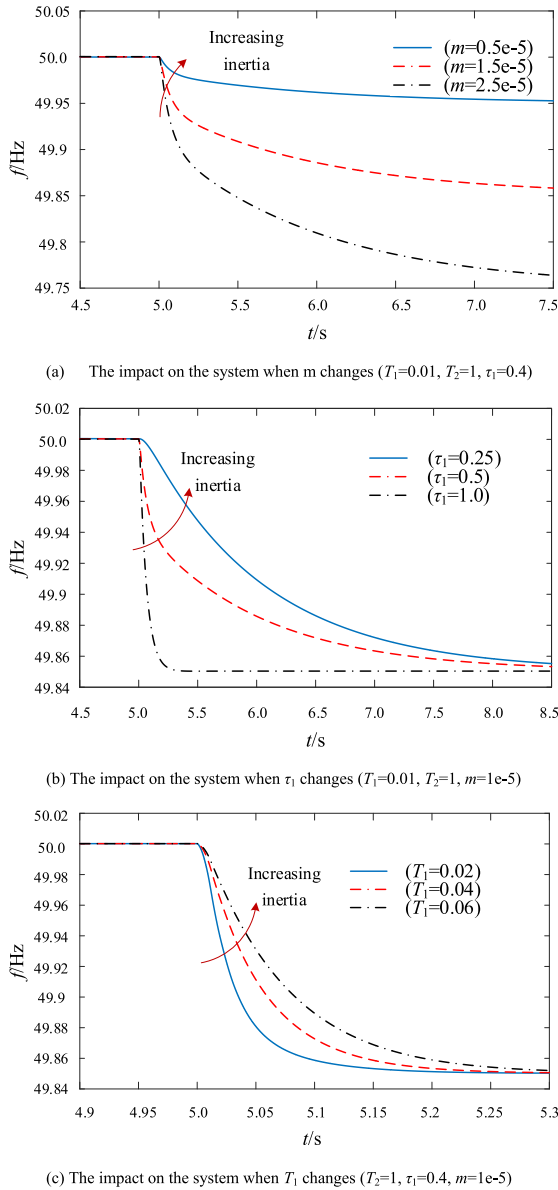 50.05
50.0
49.95
49.9
49.85
49.8
49.75
f/Hz
Increasing
inertia
(m=0.5e-5)
(m=1.5e-5)
(m=2.5e-5)
4.5 5.0 5.5 6.0 6.5 7.0 7.5
t/s
(a) The impact on the system when m changes (T₁=0.01, T₂=1, τ₁=0.4)
50.02
50.0
49.98
49.96
49.94
49.92
49.9
49.88
49.86
49.84
f/Hz
Increasing
inertia
(τ₁=0.25)
(τ₁=0.5)
(τ₁=1.0)
4.5 5.0 5.5 6.0 6.5 7.0 7.5 8.0 8.5
t/s
(b) The impact on the system when τ₁ changes (T₁=0.01, T₂=1, m=1e-5)
50.02
50.0
49.98
49.96
49.94
49.92
49.9
49.88
49.86
49.84
f/Hz
Increasing
inertia
(T₁=0.02)
(T₁=0.04)
(T₁=0.06)
4.9 4.95 5.0 5.05 5.1 5.15 5.2 5.25 5.3
t/s
(c) The impact on the system when T₁ changes (T₂=1, τ₁=0.4, m=1e-5)